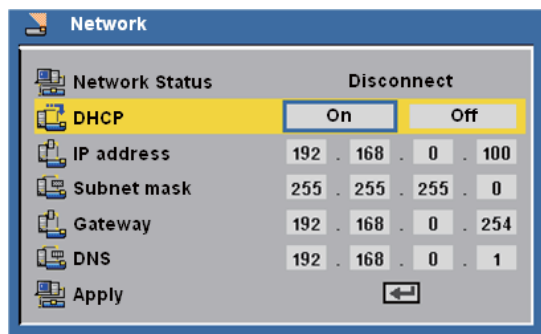 Network
Network Status Disconnect
DHCP On Off
IP address 192 . 168 . 0 . 100
Subnet mask 255 . 255 . 255 . 0
Gateway 192 . 168 . 0 . 254
DNS 192 . 168 . 0 . 1
Apply